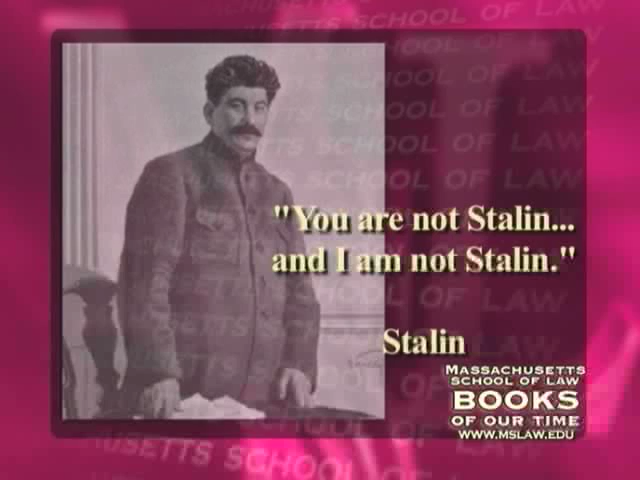 "You are not Stalin...
and I am not Stalin."
Stalin
MASSACHUSETTS
SCHOOL OF LAW
BOOKS
OF OUR TIME
WWW.MSLAW.EDU